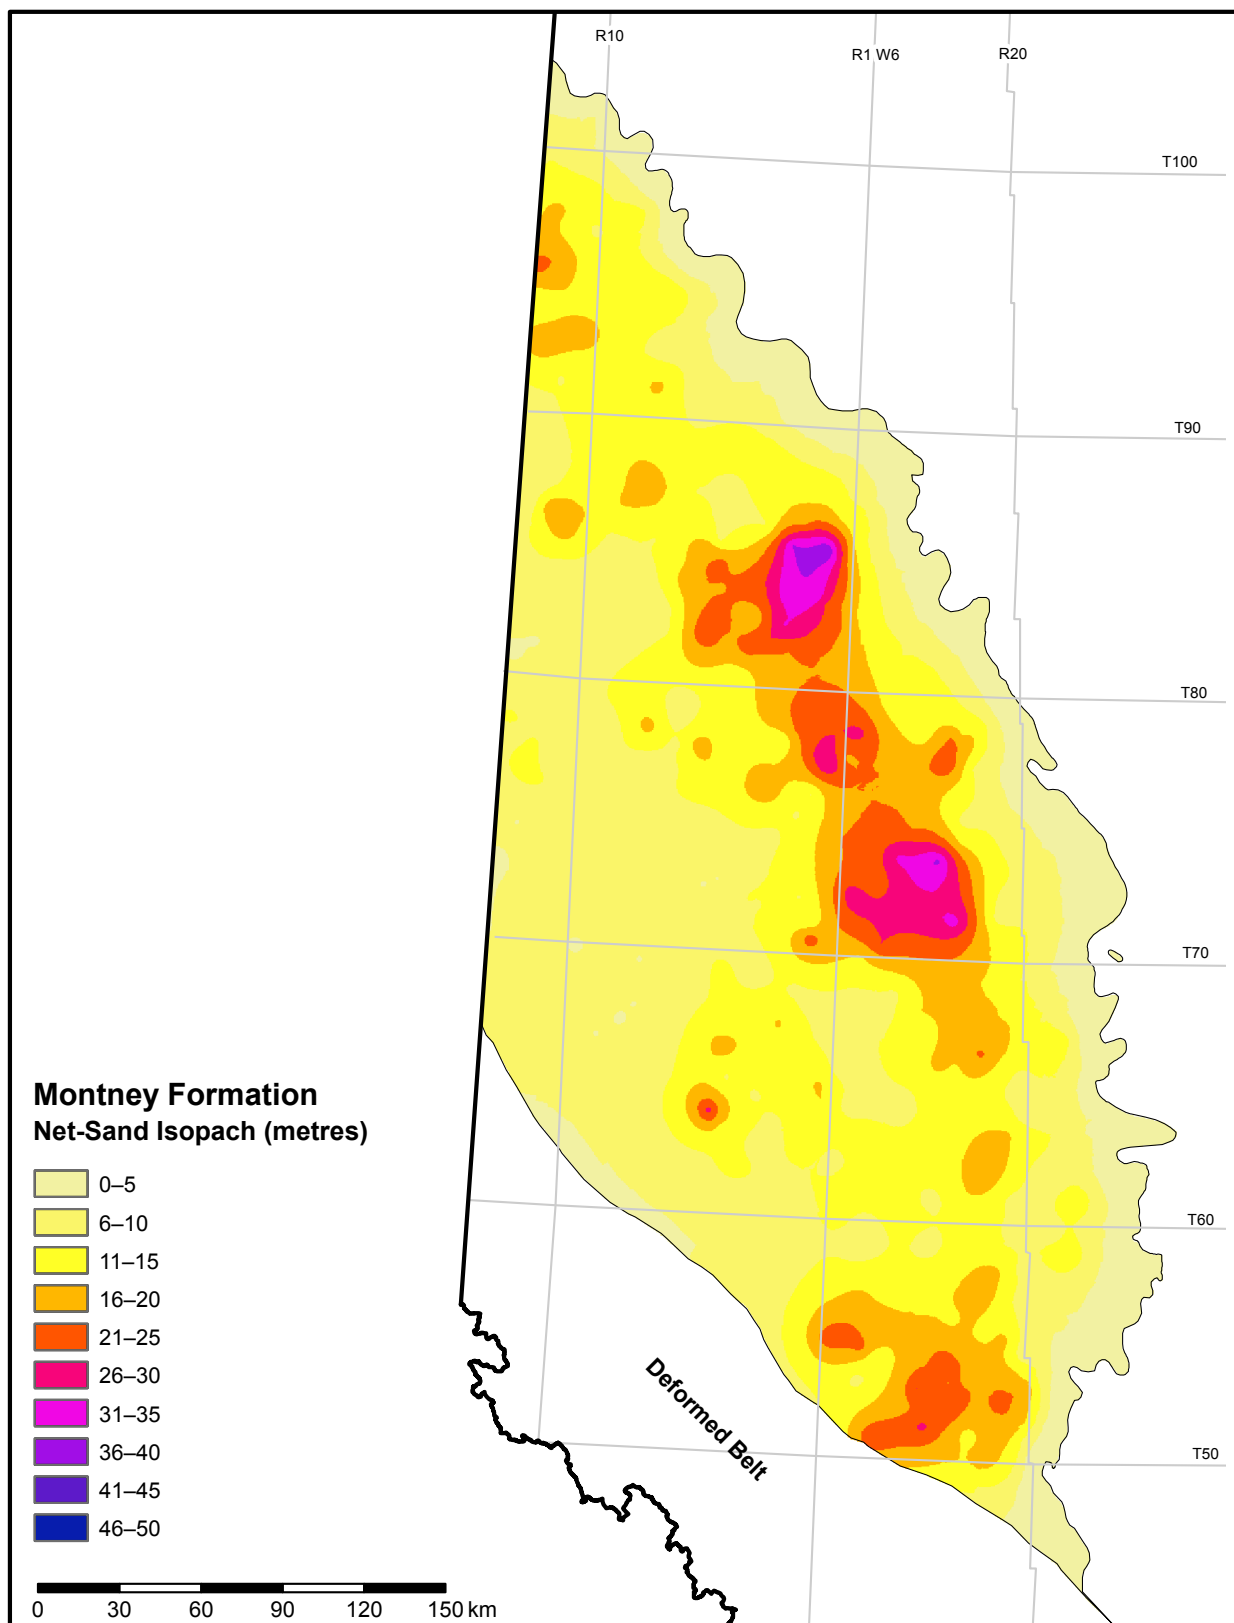 R10
R1 W6
R20
T100
T90
T80
T70
T60
T50
Deformed Belt
Montney Formation
Net-Sand Isopach (metres)
0–5
6–10
11–15
16–20
21–25
26–30
31–35
36–40
41–45
46–50
0 30 60 90 120 150 km